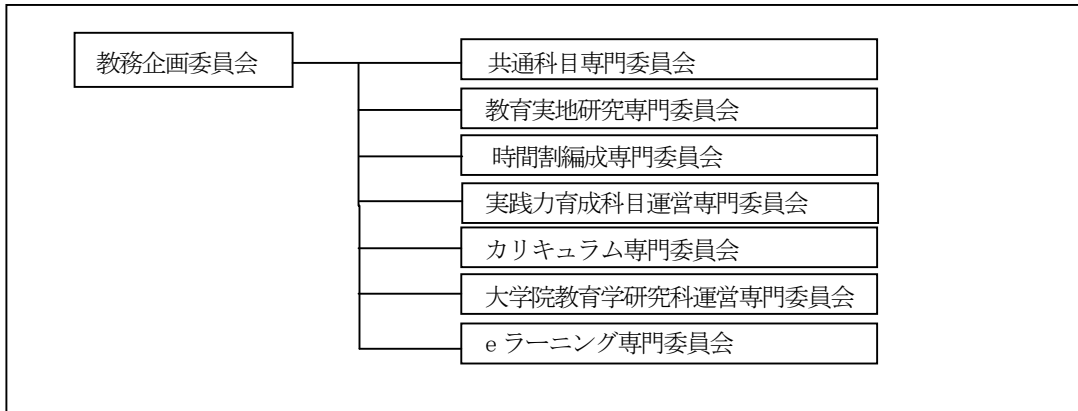 教務企画委員会
共通科目専門委員会
教育実地研究専門委員会
時間割編成専門委員会
実践力育成科目運営専門委員会
カリキュラム専門委員会
大学院教育学研究科運営専門委員会
e ラーニング専門委員会